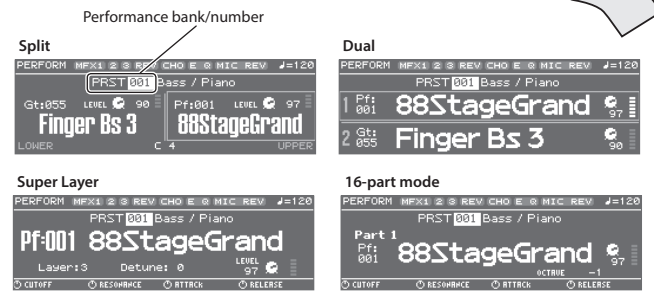 Performance bank/number
Split
PERFORM MFX1 2 3 REV CHO E Q MIC REV ♩=120
PRST 001 Bass / Piano
Gt:055 LEVEL 90 Pf:001 LEVEL 97
Finger Bs 3 88StageGrand
LOWER C 4 UPPER
Dual
PERFORM MFX1 2 3 REV CHO E Q MIC REV ♩=120
PRST 001 Bass / Piano
1 Pf: 001 88StageGrand 97
2 Gt: 055 Finger Bs 3 90
Super Layer
PERFORM MFX1 2 3 REV CHO E Q MIC REV ♩=120
PRST 001 Bass / Piano
Pf:001 88StageGrand
Layer:3 Detune: 0 LEVEL 97
CUTOFF RESONANCE ATTACK RELEASE
16-part mode
PERFORM MFX1 2 3 REV CHO E Q MIC REV ♩=120
PRST 001 Bass / Piano
Part 1
Pf: 001 88StageGrand 97
OCTAVE -1
CUTOFF RESONANCE ATTACK RELEASE